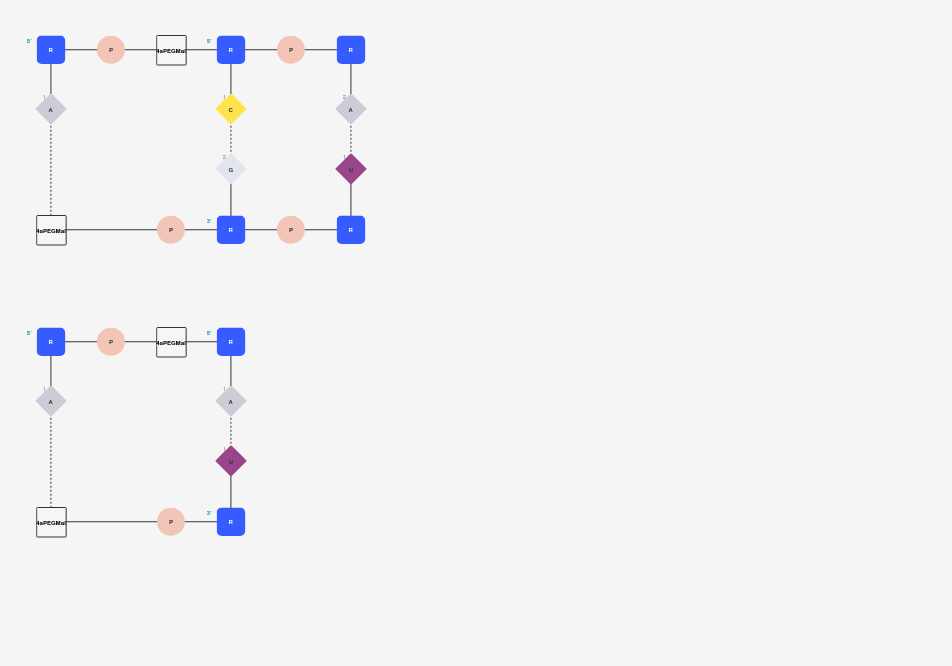 5' R P 4aPEGMal 5' R P R
1 A 1 C 2 A
2 G 1 U
4aPEGMal P 3' R P R
5' R P 4aPEGMal 5' R
1 A 1 A
1 U
4aPEGMal P 3' R